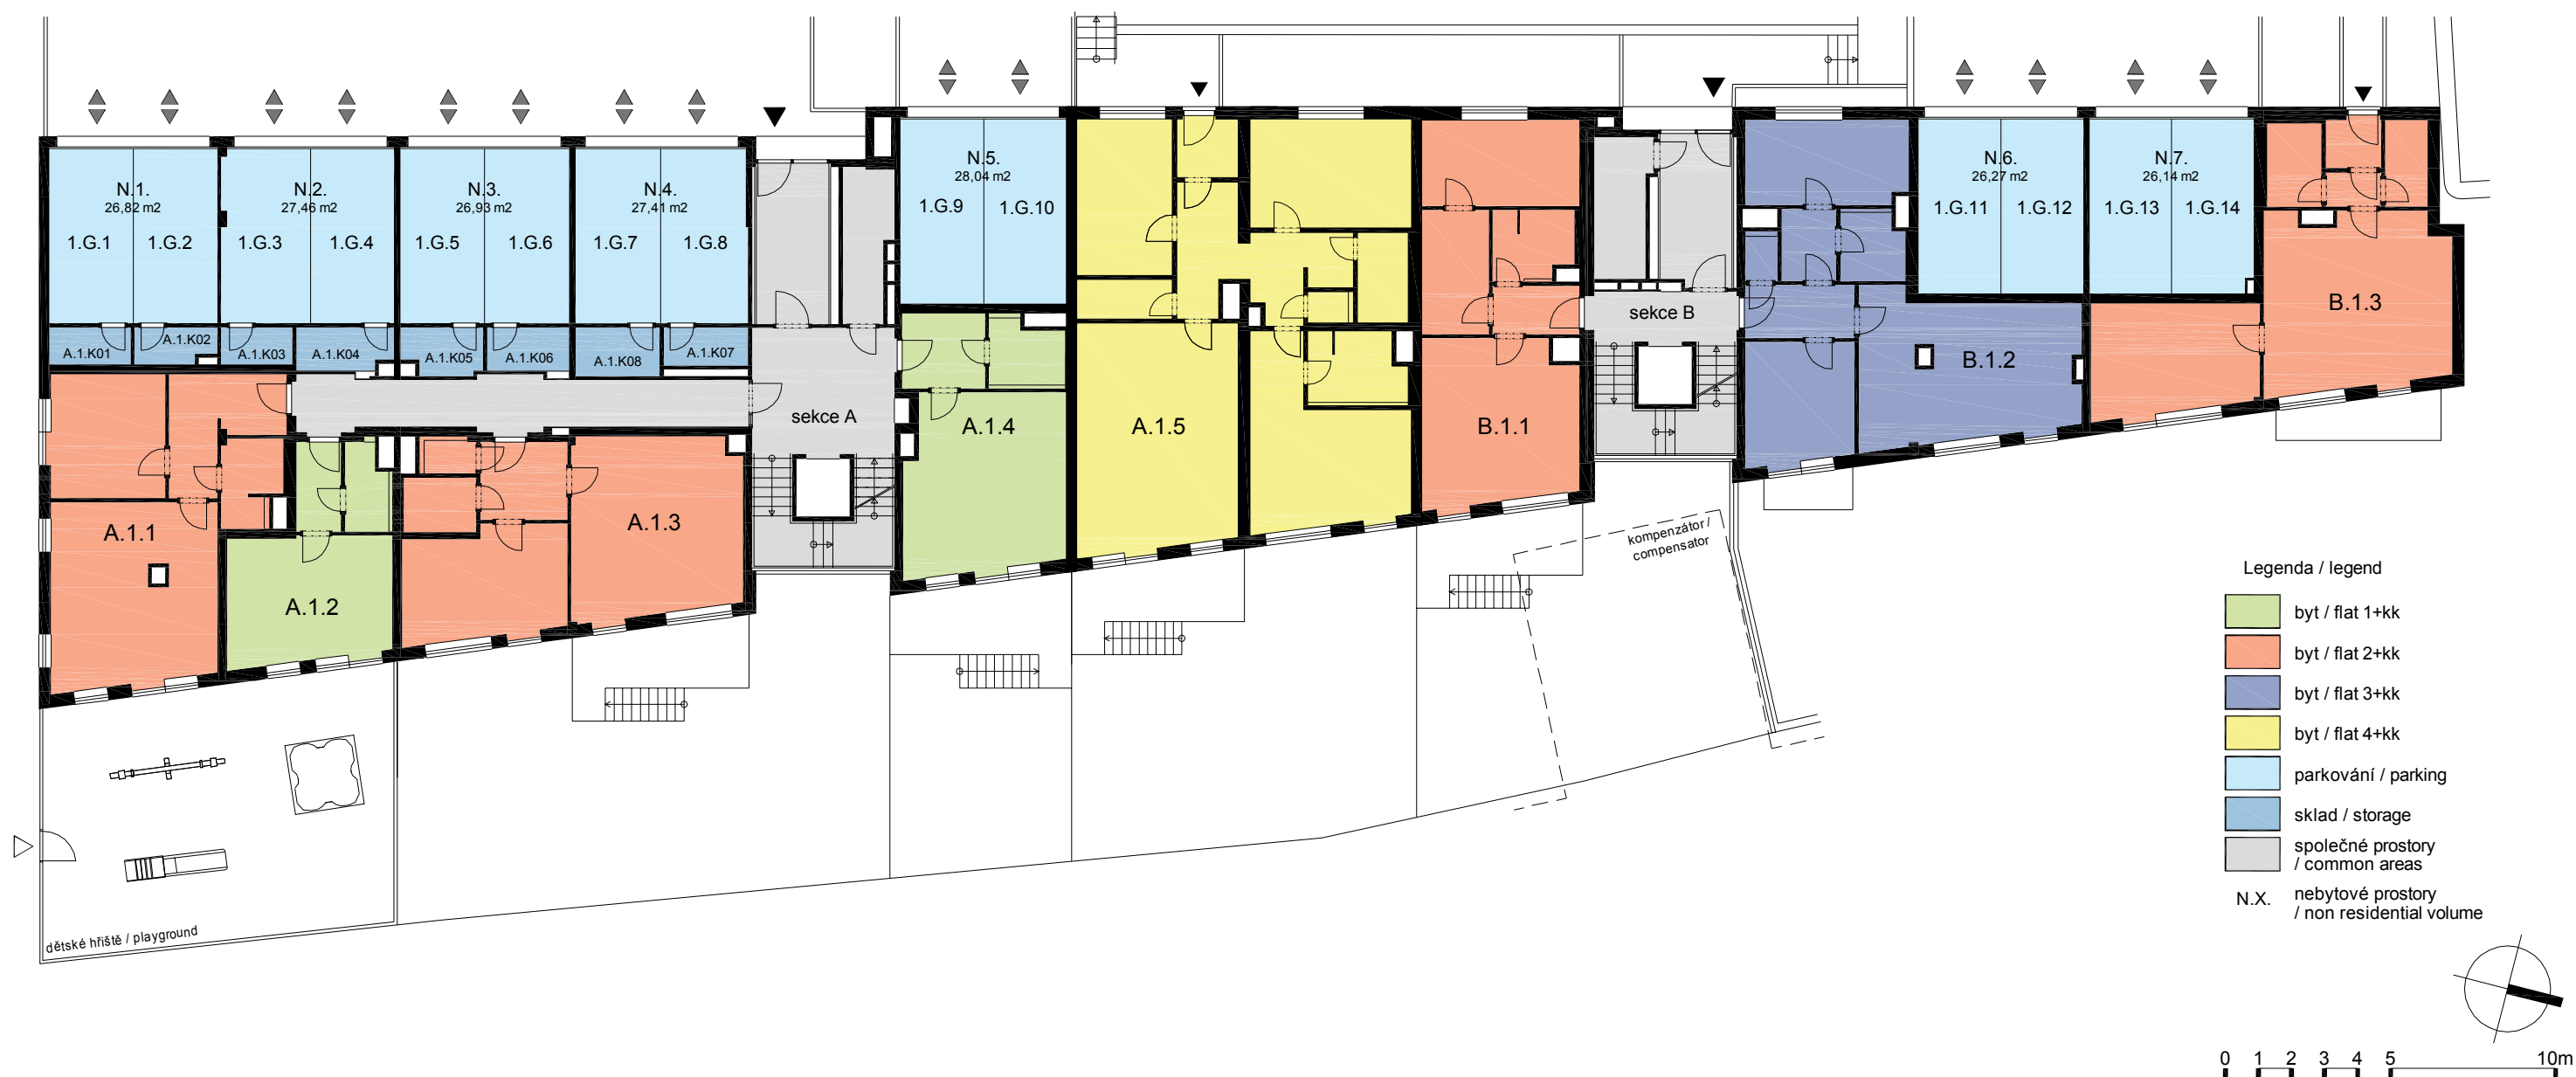 N.1.
26,82 m2
1.G.1
1.G.2
N.2.
27,46 m2
1.G.3
1.G.4
N.3.
26,93 m2
1.G.5
1.G.6
N.4.
27,41 m2
1.G.7
1.G.8
N.5.
28,04 m2
1.G.9
1.G.10
N.6.
26,27 m2
1.G.11
1.G.12
N.7.
26,14 m2
1.G.13
1.G.14
A.1.K01
A.1.K02
A.1.K03
A.1.K04
A.1.K05
A.1.K06
A.1.K08
A.1.K07
sekce A
sekce B
A.1.1
A.1.2
A.1.3
A.1.4
A.1.5
B.1.1
B.1.2
B.1.3
kompenzátor /
compensator
dětské hřiště / playground
Legenda / legend
byt / flat 1+kk
byt / flat 2+kk
byt / flat 3+kk
byt / flat 4+kk
parkování / parking
sklad / storage
společné prostory
/ common areas
N.X.
nebytové prostory
/ non residential volume
0 1 2 3 4 5 10m